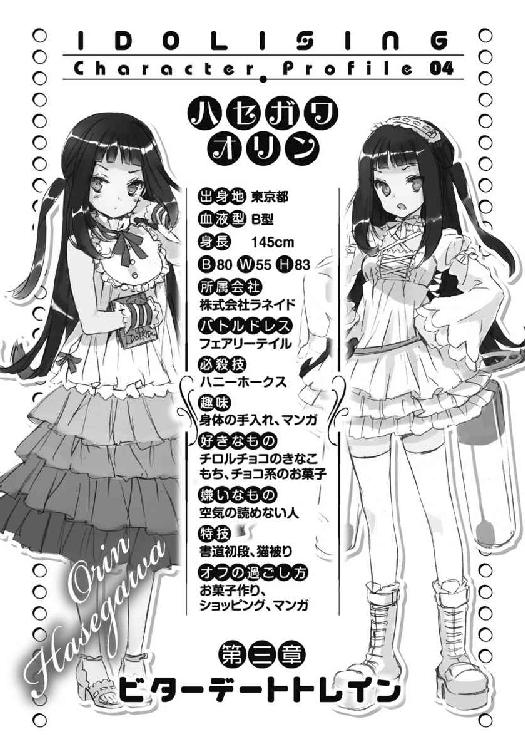 IDOLISING
Character Profile 04
ハセガワ
オリン
出身地 東京都
血液型 B型
身長 145cm
B80 W55 H83
所属会社
株式会社ラネイド
バトルドレス
フェアリーテイル
必殺技
ハニーホークス
趣味
身体の手入れ、マンガ
好きなもの
チロルチョコのきなこ
もち、チョコ系のお菓子
嫌いなもの
空気の読めない人
特技
書道初段、猫被り
オフの過ごし方
お菓子作り、
ショッピング、マンガ
Orin
Hasegawa
第三章
ビターデートトレイン